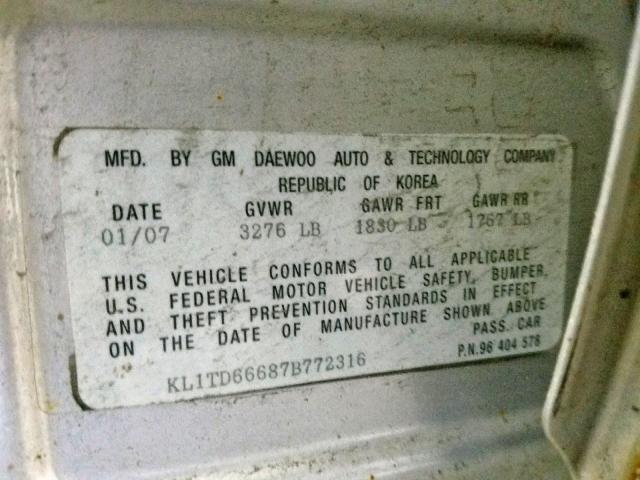 MFD. BY GM DAEWOO AUTO & TECHNOLOGY COMPANY
REPUBLIC OF KOREA
DATE GVWR GAWR FRT GAWR RR
01/07 3276 LB 1830 LB 1767 LB
THIS VEHICLE CONFORMS TO ALL APPLICABLE
U.S. FEDERAL MOTOR VEHICLE SAFETY, BUMPER,
AND THEFT PREVENTION STANDARDS IN EFFECT
ON THE DATE OF MANUFACTURE SHOWN ABOVE
PASS. CAR
KL1TD66687B772316 P.N.96 404 578